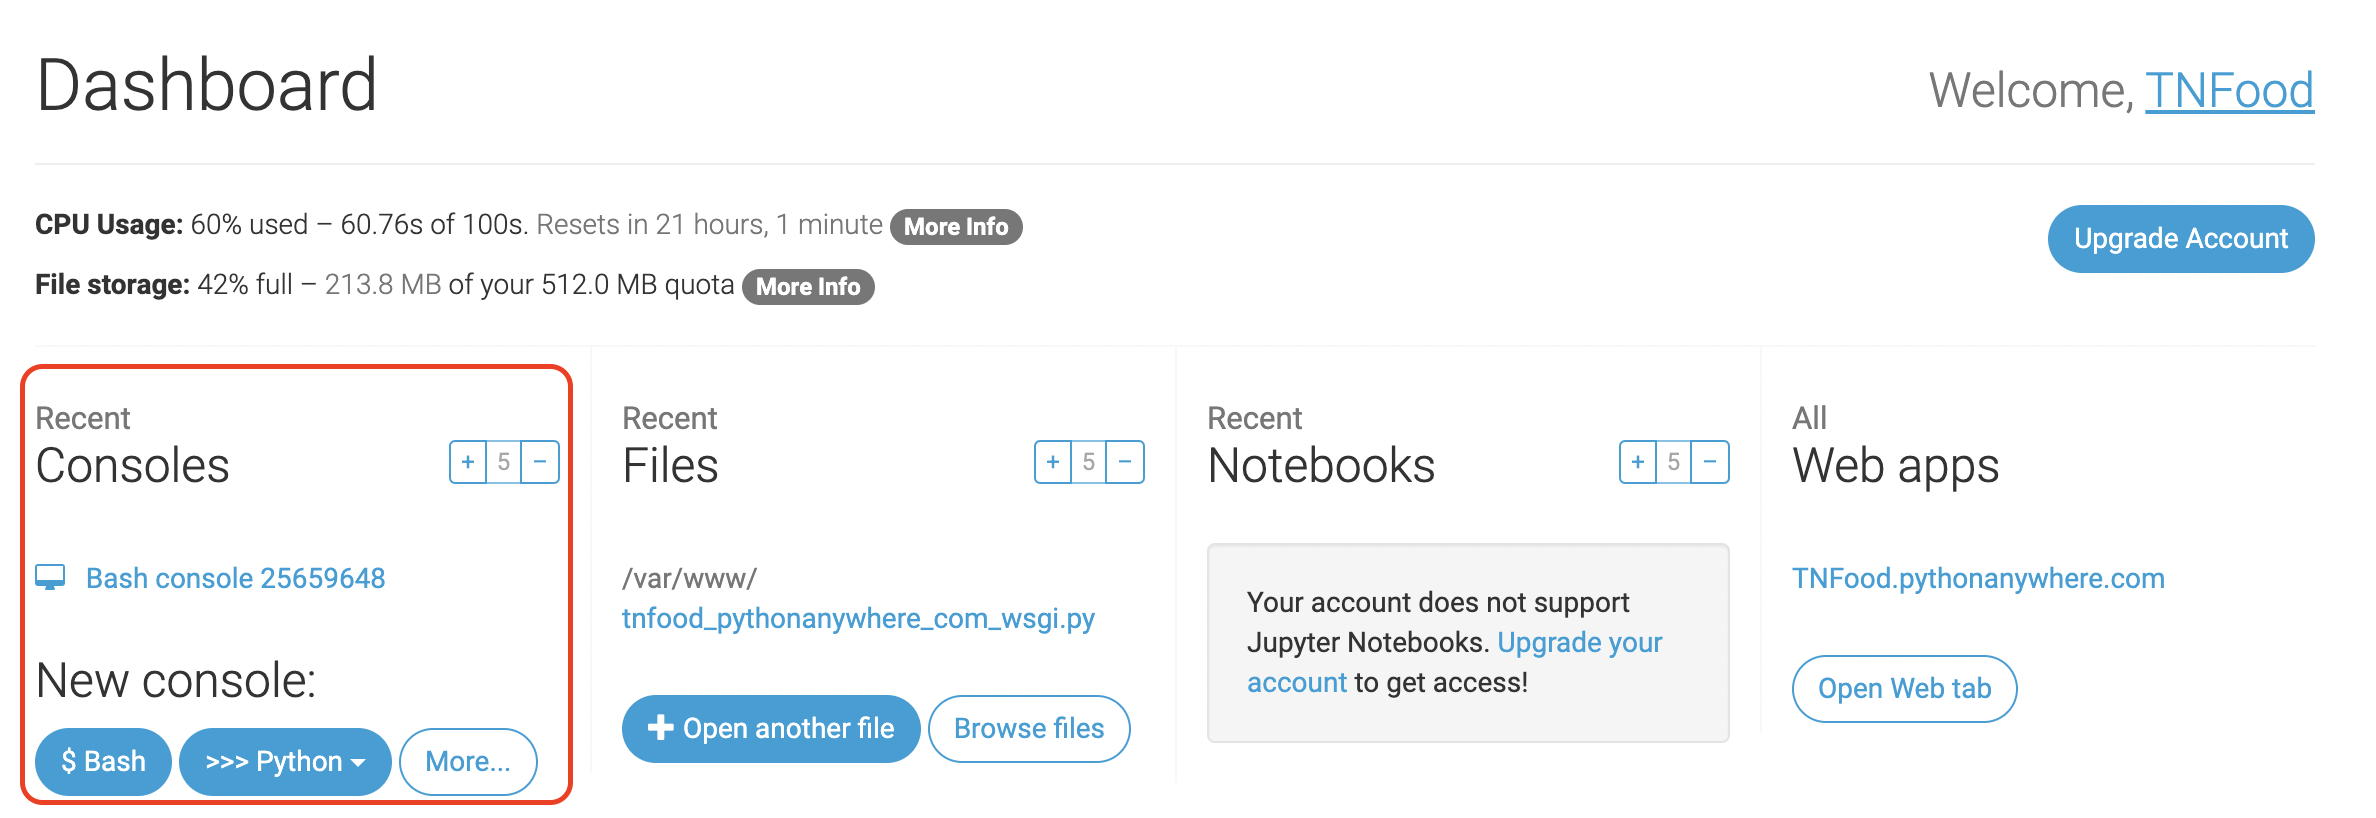 Dashboard
Welcome, TNFood
CPU Usage: 60% used – 60.76s of 100s. Resets in 21 hours, 1 minute More Info
File storage: 42% full – 213.8 MB of your 512.0 MB quota More Info
Upgrade Account
Recent
Consoles
+ 5 −
Bash console 25659648
New console:
$ Bash
>>> Python
More...
Recent
Files
+ 5 −
/var/www/
tnfood_pythonanywhere_com_wsgi.py
Open another file
Browse files
Recent
Notebooks
+ 5 −
Your account does not support
Jupyter Notebooks. Upgrade your
account to get access!
All
Web apps
TNFood.pythonanywhere.com
Open Web tab